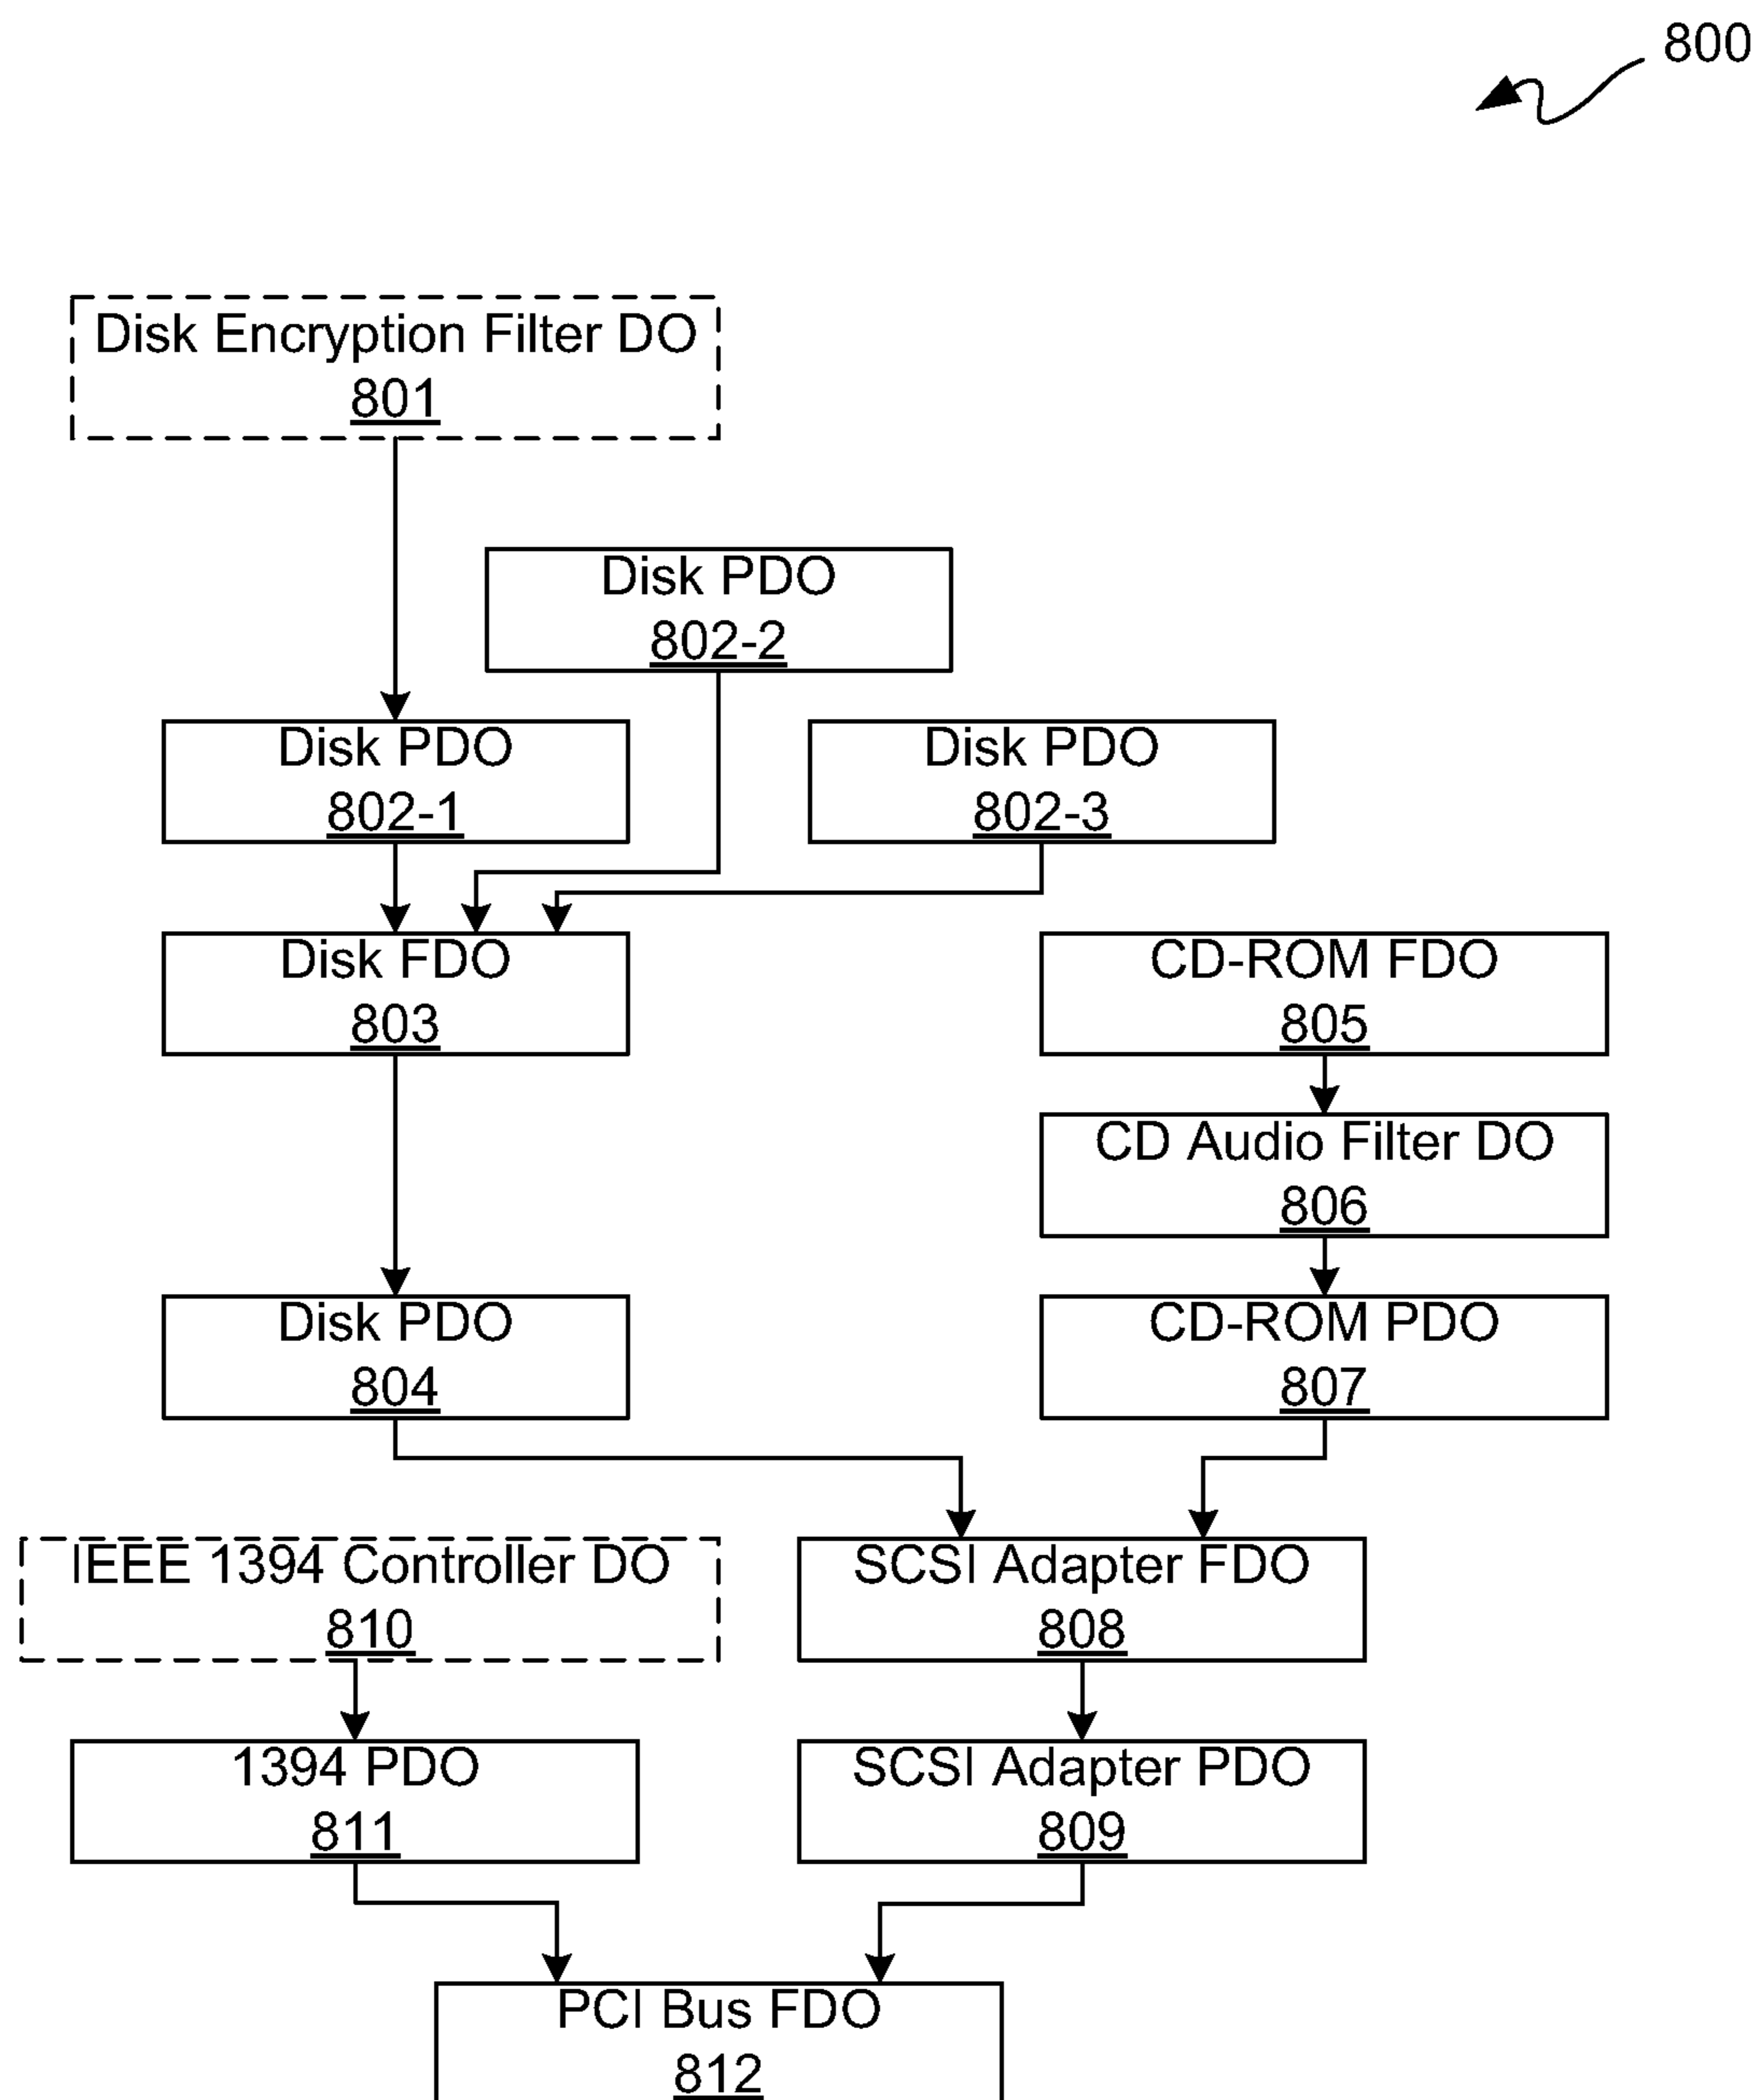 800
Disk Encryption Filter DO
801
Disk PDO
802-2
Disk PDO
802-1
Disk PDO
802-3
Disk FDO
803
CD-ROM FDO
805
CD Audio Filter DO
806
Disk PDO
804
CD-ROM PDO
807
IEEE 1394 Controller DO
810
SCSI Adapter FDO
808
1394 PDO
811
SCSI Adapter PDO
809
PCI Bus FDO
812